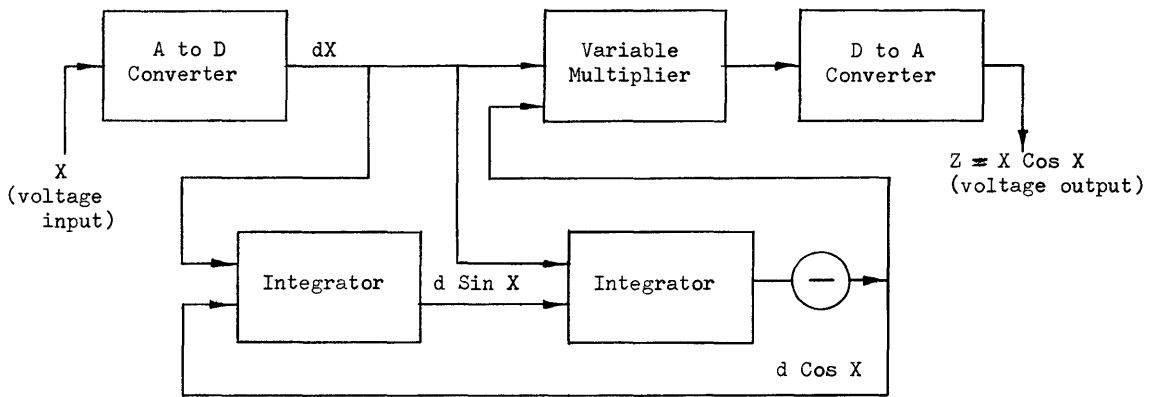 A to D
Converter
dX
Variable
Multiplier
D to A
Converter
X
(voltage
input)
Z = X Cos X
(voltage output)
Integrator
d Sin X
Integrator
−
d Cos X